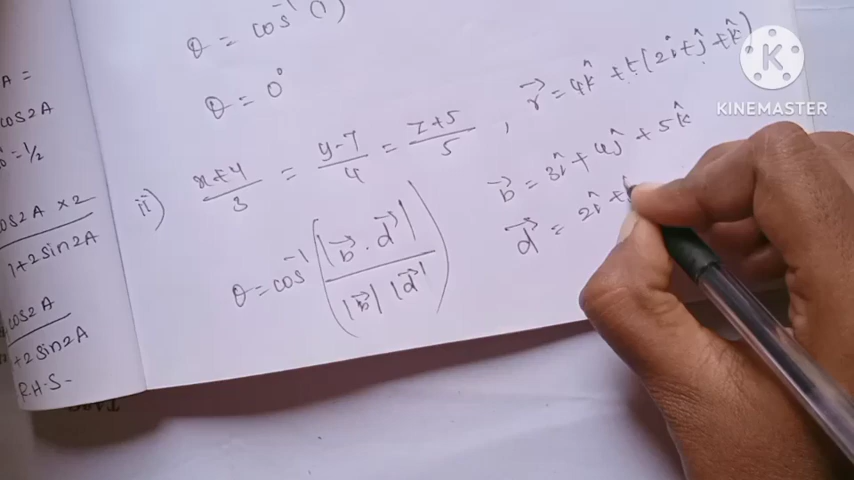 A =
cos2A
= 1/2
cos2A × 2
1+2sin2A
cos2A
+2sin2A
R.H.S-
θ = cos⁻¹(1)
θ = 0°
ii) x+4/3 = y-7/4 = z+5/5 , r⃗ = 4k̂ + t(2î+ĵ+k̂)
θ = cos⁻¹(|b⃗ . d⃗| / |b⃗| |d⃗|)
b⃗ = 3î + 4ĵ + 5k̂
d⃗ = 2î +
K
KINEMASTER